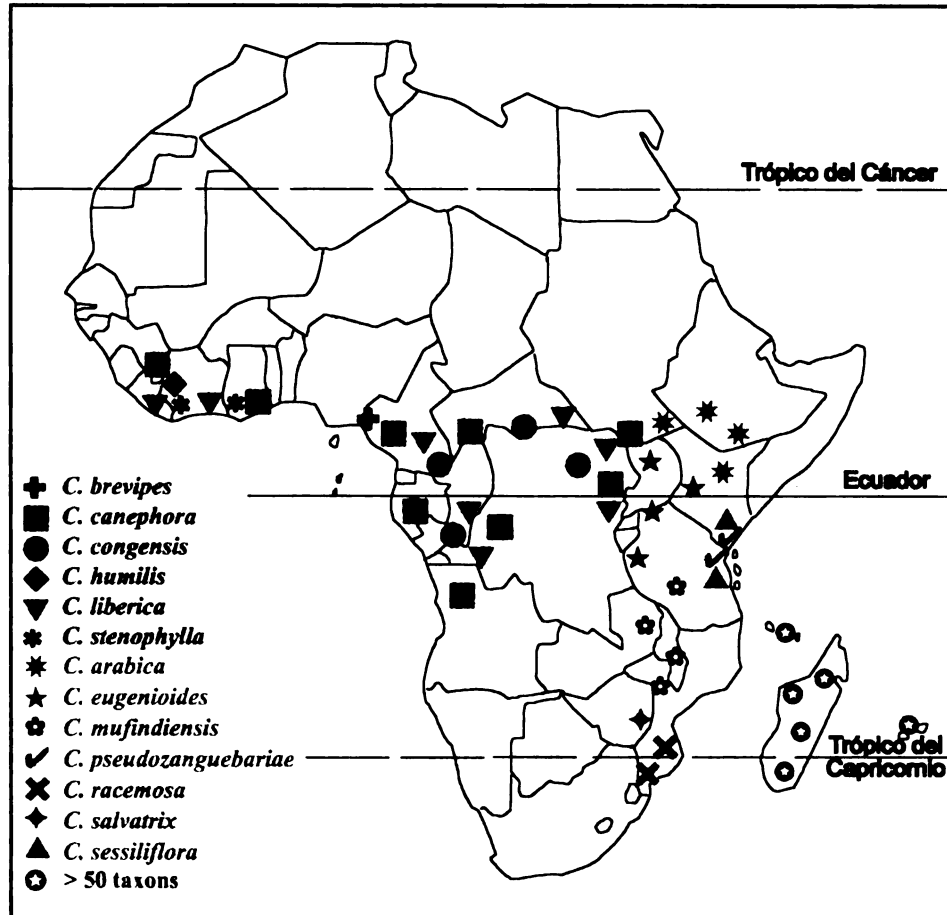 Trópico del Cáncer
Ecuador
Trópico del
Capricornio
C. brevipes
C. canephora
C. congensis
C. humilis
C. liberica
C. stenophylla
C. arabica
C. eugenioides
C. mufindiensis
C. pseudozanguebariae
C. racemosa
C. salvatrix
C. sessiliflora
> 50 taxons